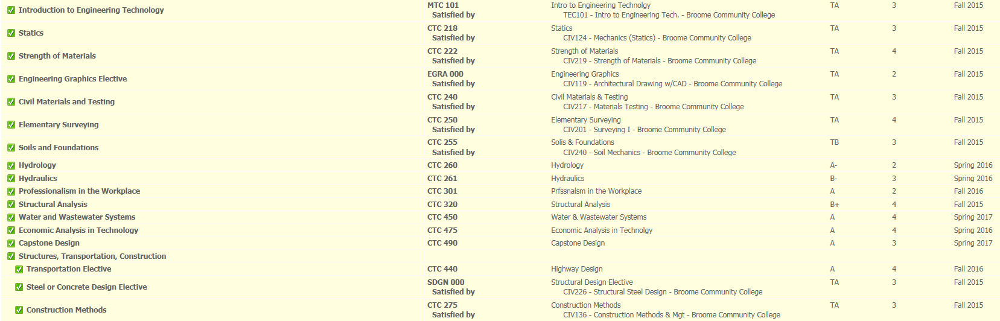 Introduction to Engineering Technology MTC 101 Intro to Engineering Technolgy TA 3 Fall 2015
Satisfied by TEC101 - Intro to Engineering Tech. - Broome Community College
Statics CTC 218 Statics TA 3 Fall 2015
Satisfied by CIV124 - Mechanics (Statics) - Broome Community College
Strength of Materials CTC 222 Strength of Materials TA 4 Fall 2015
Satisfied by CIV219 - Strength of Materials - Broome Community College
Engineering Graphics Elective EGRA 000 Engineering Graphics TA 2 Fall 2015
Satisfied by CIV119 - Architectural Drawing w/CAD - Broome Community College
Civil Materials and Testing CTC 240 Civil Materials & Testing TA 3 Fall 2015
Satisfied by CIV217 - Materials Testing - Broome Community College
Elementary Surveying CTC 250 Elementary Surveying TA 4 Fall 2015
Satisfied by CIV201 - Surveying I - Broome Community College
Soils and Foundations CTC 255 Solis & Foundations TB 3 Fall 2015
Satisfied by CIV240 - Soil Mechanics - Broome Community College
Hydrology CTC 260 Hydrology A- 2 Spring 2016
Hydraulics CTC 261 Hydraulics B- 3 Spring 2016
Professionalism in the Workplace CTC 301 Prfssnalsm in the Workplace A 2 Fall 2016
Structural Analysis CTC 320 Structural Analysis B+ 4 Fall 2015
Water and Wastewater Systems CTC 450 Water & Wastewater Systems A 4 Spring 2017
Economic Analysis in Technology CTC 475 Economic Analysis in Technolgy A 4 Spring 2016
Capstone Design CTC 490 Capstone Design A 3 Spring 2017
Structures, Transportation, Construction
Transportation Elective CTC 440 Highway Design A 4 Fall 2016
Steel or Concrete Design Elective SDGN 000 Structural Design Elective TA 3 Fall 2015
Satisfied by CIV226 - Structural Steel Design - Broome Community College
Construction Methods CTC 275 Construction Methods TA 3 Fall 2015
Satisfied by CIV136 - Construction Methods & Mgt - Broome Community College